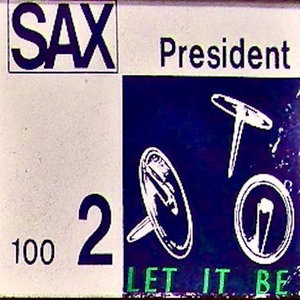 SAX
President
100 2
LET IT BE